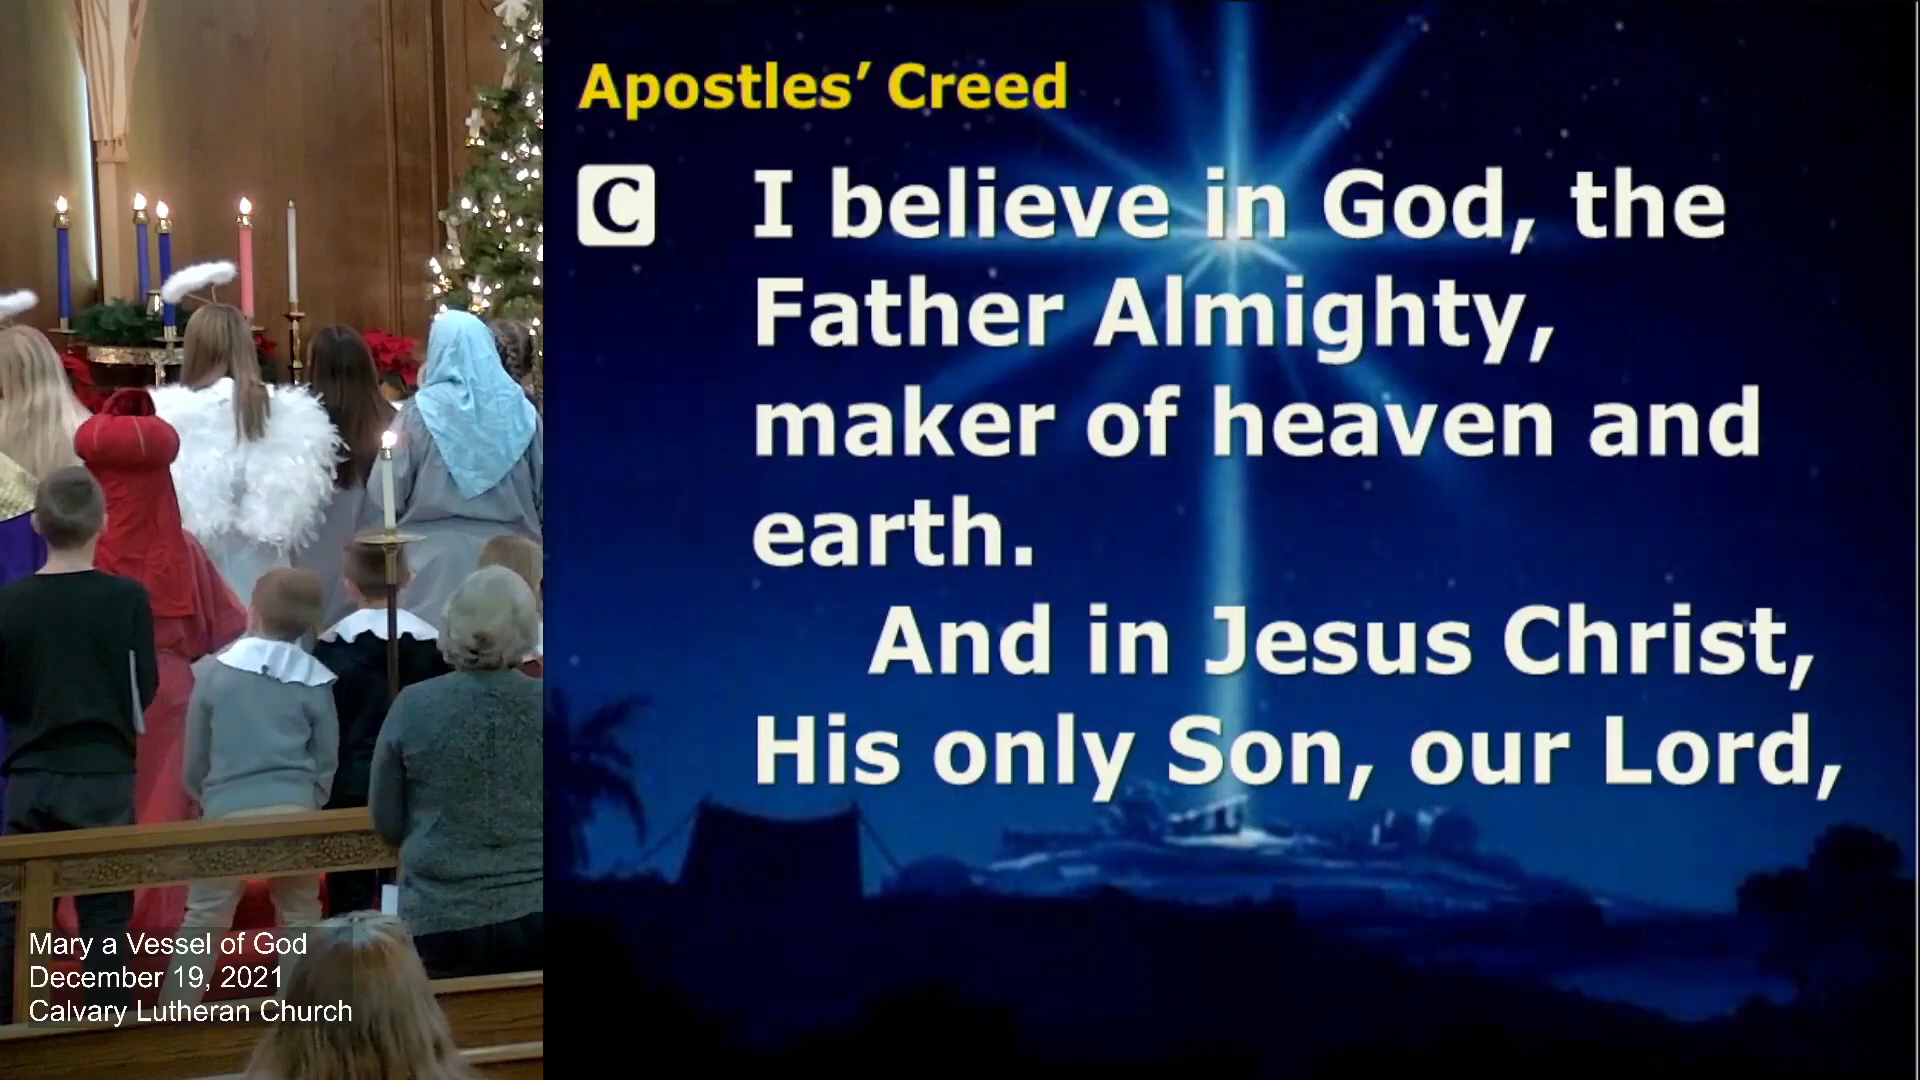 Apostles’ Creed
C I believe in God, the
Father Almighty,
maker of heaven and
earth.
And in Jesus Christ,
His only Son, our Lord,
Mary a Vessel of God
December 19, 2021
Calvary Lutheran Church